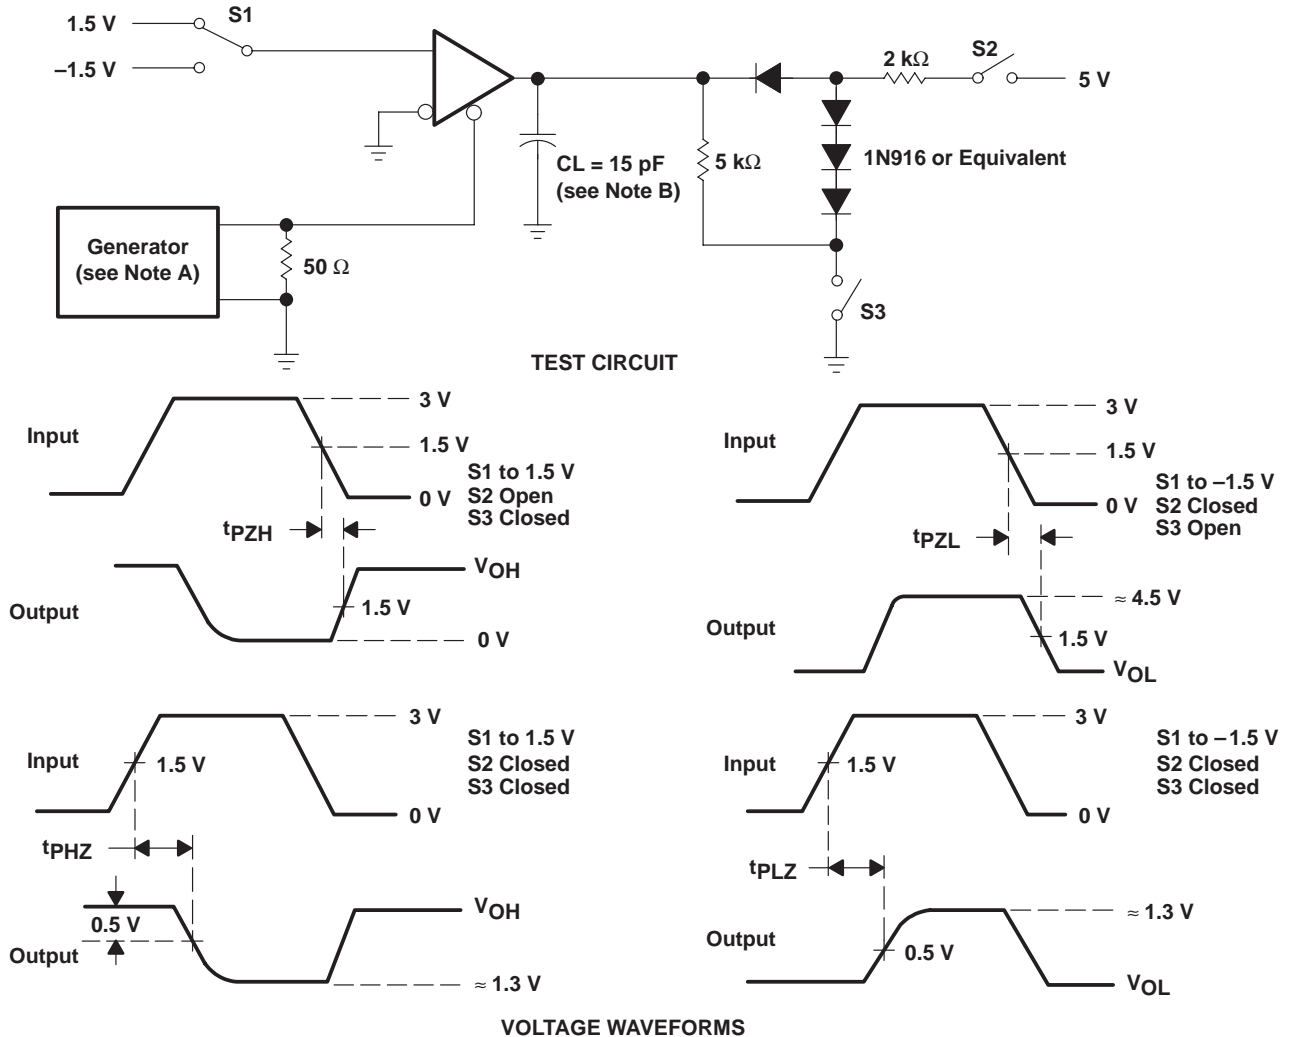 1.5 V
S1
–1.5 V
2 kΩ
S2
5 V
CL = 15 pF
(see Note B)
5 kΩ
1N916 or Equivalent
Generator
(see Note A)
50 Ω
S3
TEST CIRCUIT
Input
3 V
1.5 V
0 V
S1 to 1.5 V
S2 Open
S3 Closed
tPZH
Output
VOH
1.5 V
0 V
Input
3 V
1.5 V
0 V
S1 to –1.5 V
S2 Closed
S3 Open
tPZL
Output
≈ 4.5 V
1.5 V
VOL
Input
3 V
1.5 V
0 V
S1 to 1.5 V
S2 Closed
S3 Closed
tPHZ
0.5 V
Output
VOH
≈ 1.3 V
Input
3 V
1.5 V
0 V
S1 to –1.5 V
S2 Closed
S3 Closed
tPLZ
Output
≈ 1.3 V
0.5 V
VOL
VOLTAGE WAVEFORMS